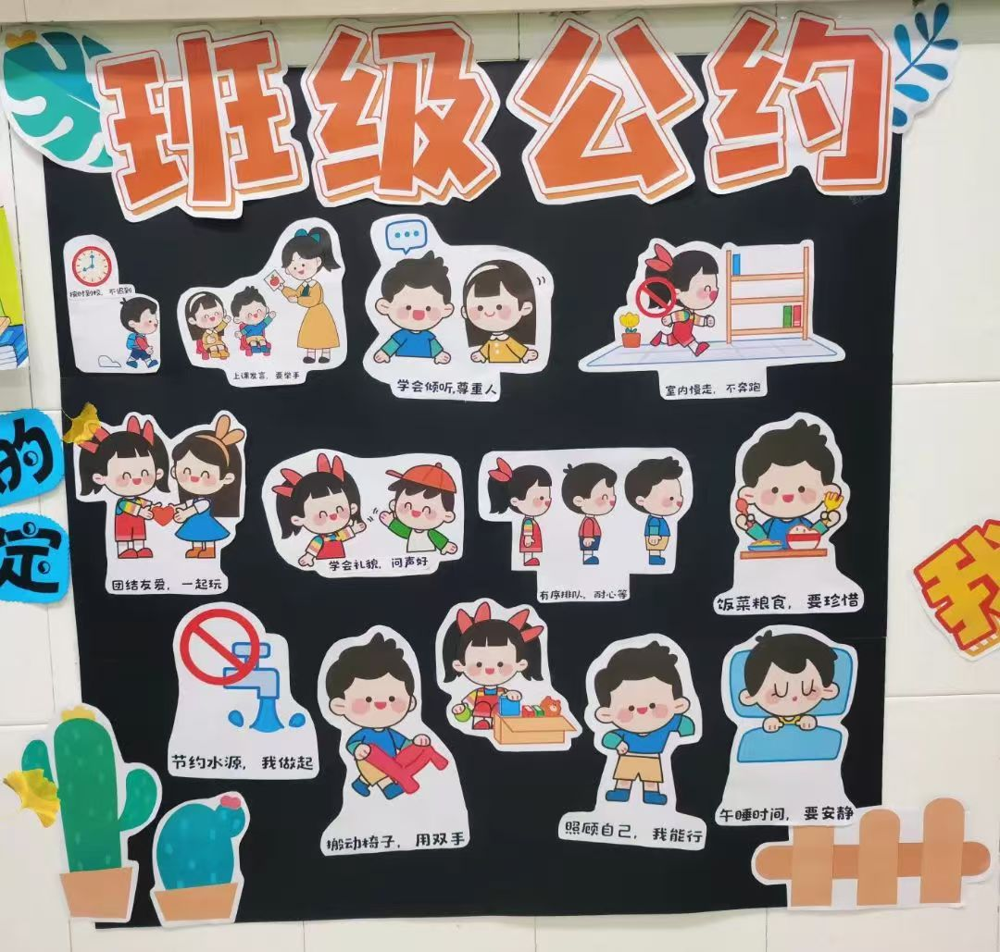 班级公约
按时到校，不迟到
上课发言，要举手
学会倾听,尊重人
室内慢走，不奔跑
的
定
团结友爱，一起玩
学会礼貌，问声好
有序排队，耐心等
饭菜粮食，要珍惜
我
节约水源，我做起
搬动椅子，用双手
照顾自己，我能行
午睡时间，要安静